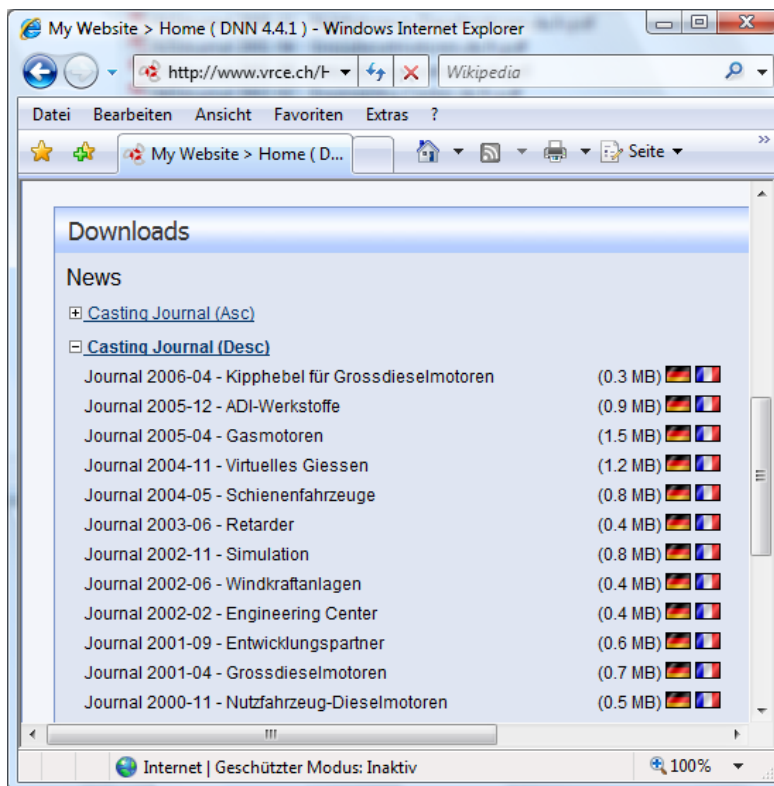 My Website > Home ( DNN 4.4.1 ) - Windows Internet Explorer
http://www.vrce.ch/H
Wikipedia
Datei Bearbeiten Ansicht Favoriten Extras ?
My Website > Home ( D...
Seite
Downloads
News
Casting Journal (Asc)
Casting Journal (Desc)
Journal 2006-04 - Kipphebel für Grossdieselmotoren (0.3 MB)
Journal 2005-12 - ADI-Werkstoffe (0.9 MB)
Journal 2005-04 - Gasmotoren (1.5 MB)
Journal 2004-11 - Virtuelles Giessen (1.2 MB)
Journal 2004-05 - Schienenfahrzeuge (0.8 MB)
Journal 2003-06 - Retarder (0.4 MB)
Journal 2002-11 - Simulation (0.8 MB)
Journal 2002-06 - Windkraftanlagen (0.4 MB)
Journal 2002-02 - Engineering Center (0.4 MB)
Journal 2001-09 - Entwicklungspartner (0.6 MB)
Journal 2001-04 - Grossdieselmotoren (0.7 MB)
Journal 2000-11 - Nutzfahrzeug-Dieselmotoren (0.5 MB)
Internet | Geschützter Modus: Inaktiv 100%